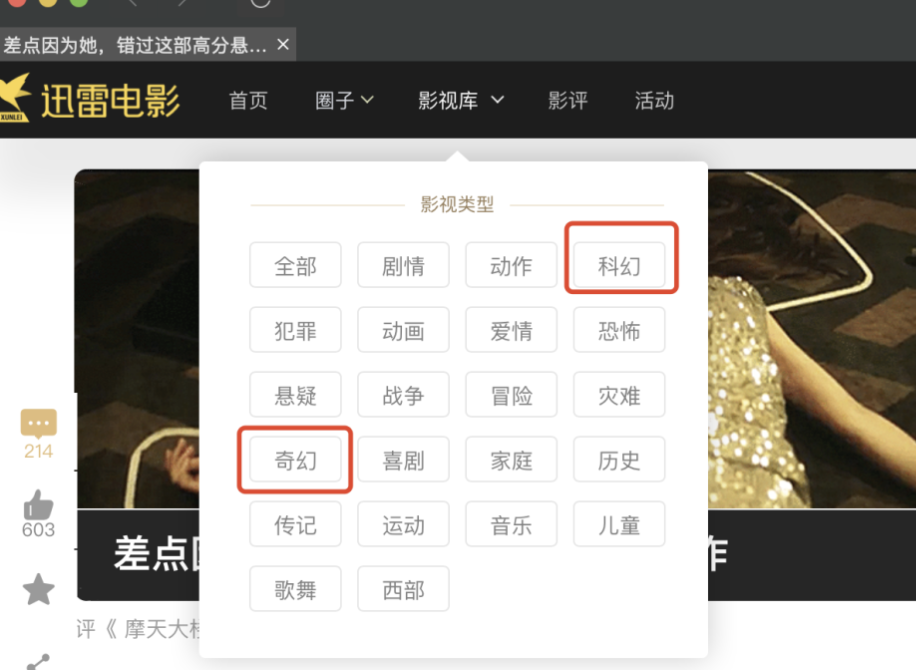 差点因为她，错过这部高分悬... ×
XUNLEI 迅雷电影 首页 圈子 影视库 影评 活动
影视类型
全部 剧情 动作 科幻
犯罪 动画 爱情 恐怖
悬疑 战争 冒险 灾难
奇幻 喜剧 家庭 历史
传记 运动 音乐 儿童
歌舞 西部
214
603
差点 作
评《 摩天大